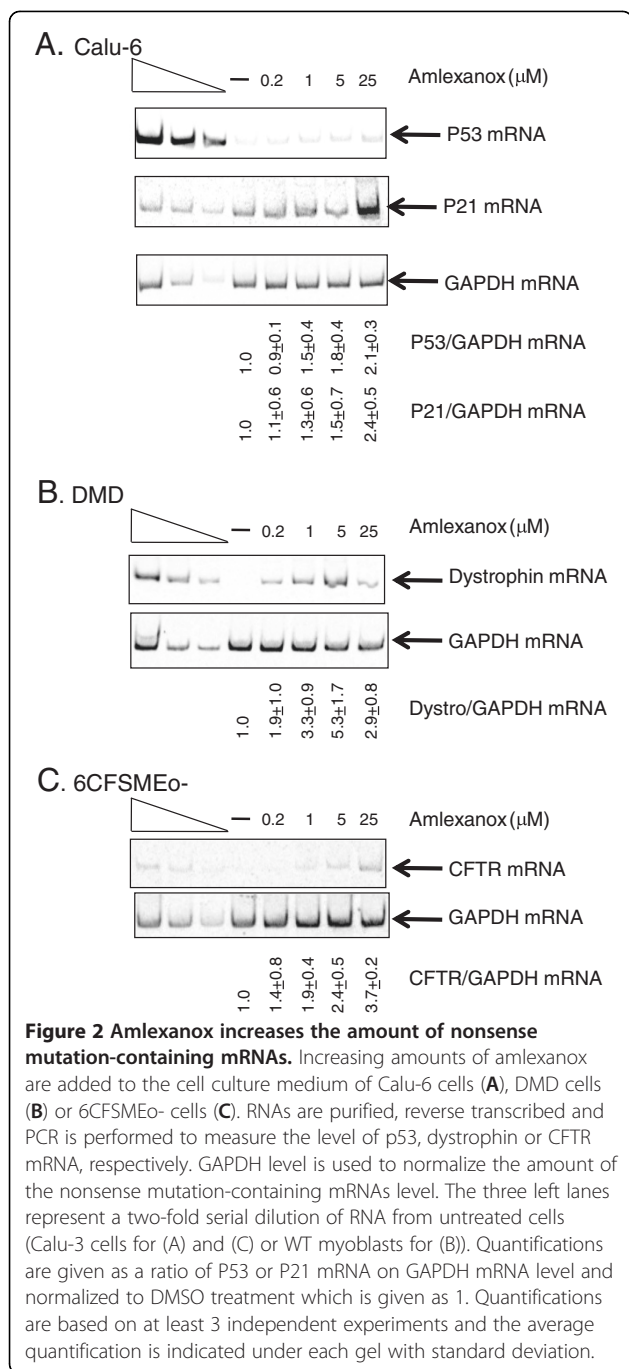 A. Calu-6
— 0.2 1 5 25 Amlexanox (µM)
P53 mRNA
P21 mRNA
GAPDH mRNA
1.0 0.9±0.1 1.5±0.4 1.8±0.4 2.1±0.3 P53/GAPDH mRNA
1.0 1.1±0.6 1.3±0.6 1.5±0.7 2.4±0.5 P21/GAPDH mRNA
B. DMD
— 0.2 1 5 25 Amlexanox (µM)
Dystrophin mRNA
GAPDH mRNA
1.0 1.9±1.0 3.3±0.9 5.3±1.7 2.9±0.8 Dystro/GAPDH mRNA
C. 6CFSMEo-
— 0.2 1 5 25 Amlexanox (µM)
CFTR mRNA
GAPDH mRNA
1.0 1.4±0.8 1.9±0.4 2.4±0.5 3.7±0.2 CFTR/GAPDH mRNA
Figure 2 Amlexanox increases the amount of nonsense
mutation-containing mRNAs. Increasing amounts of amlexanox
are added to the cell culture medium of Calu-6 cells (A), DMD cells
(B) or 6CFSMEo- cells (C). RNAs are purified, reverse transcribed and
PCR is performed to measure the level of p53, dystrophin or CFTR
mRNA, respectively. GAPDH level is used to normalize the amount of
the nonsense mutation-containing mRNAs level. The three left lanes
represent a two-fold serial dilution of RNA from untreated cells
(Calu-3 cells for (A) and (C) or WT myoblasts for (B)). Quantifications
are given as a ratio of P53 or P21 mRNA on GAPDH mRNA level and
normalized to DMSO treatment which is given as 1. Quantifications
are based on at least 3 independent experiments and the average
quantification is indicated under each gel with standard deviation.